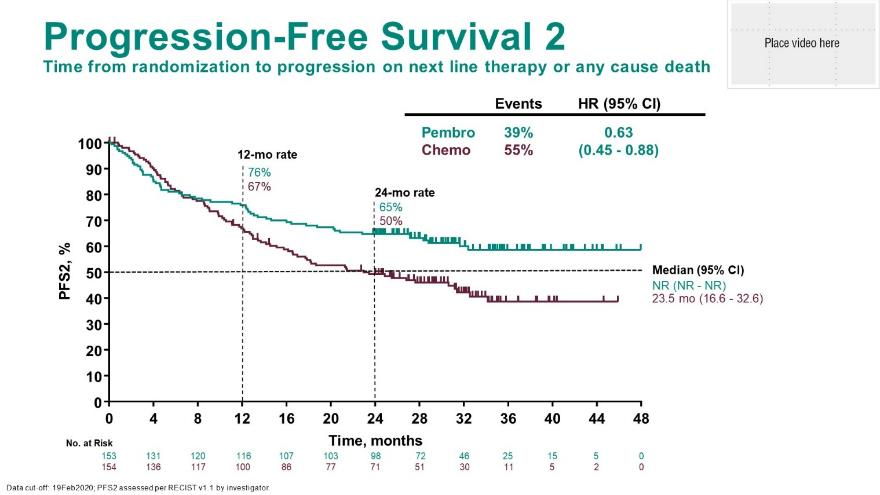 Progression-Free Survival 2
Time from randomization to progression on next line therapy or any cause death
Place video here
Events HR (95% CI)
Pembro 39% 0.63
Chemo 55% (0.45 - 0.88)
12-mo rate
76%
67%
24-mo rate
65%
50%
PFS2, %
100
90
80
70
60
50
40
30
20
10
0
Median (95% CI)
NR (NR - NR)
23.5 mo (16.6 - 32.6)
0 4 8 12 16 20 24 28 32 36 40 44 48
Time, months
No. at Risk
153 131 120 116 107 103 98 72 46 25 15 5 0
154 136 117 100 86 77 71 51 30 11 5 2 0
Data cut-off: 19Feb2020; PFS2 assessed per RECIST v1.1 by investigator.